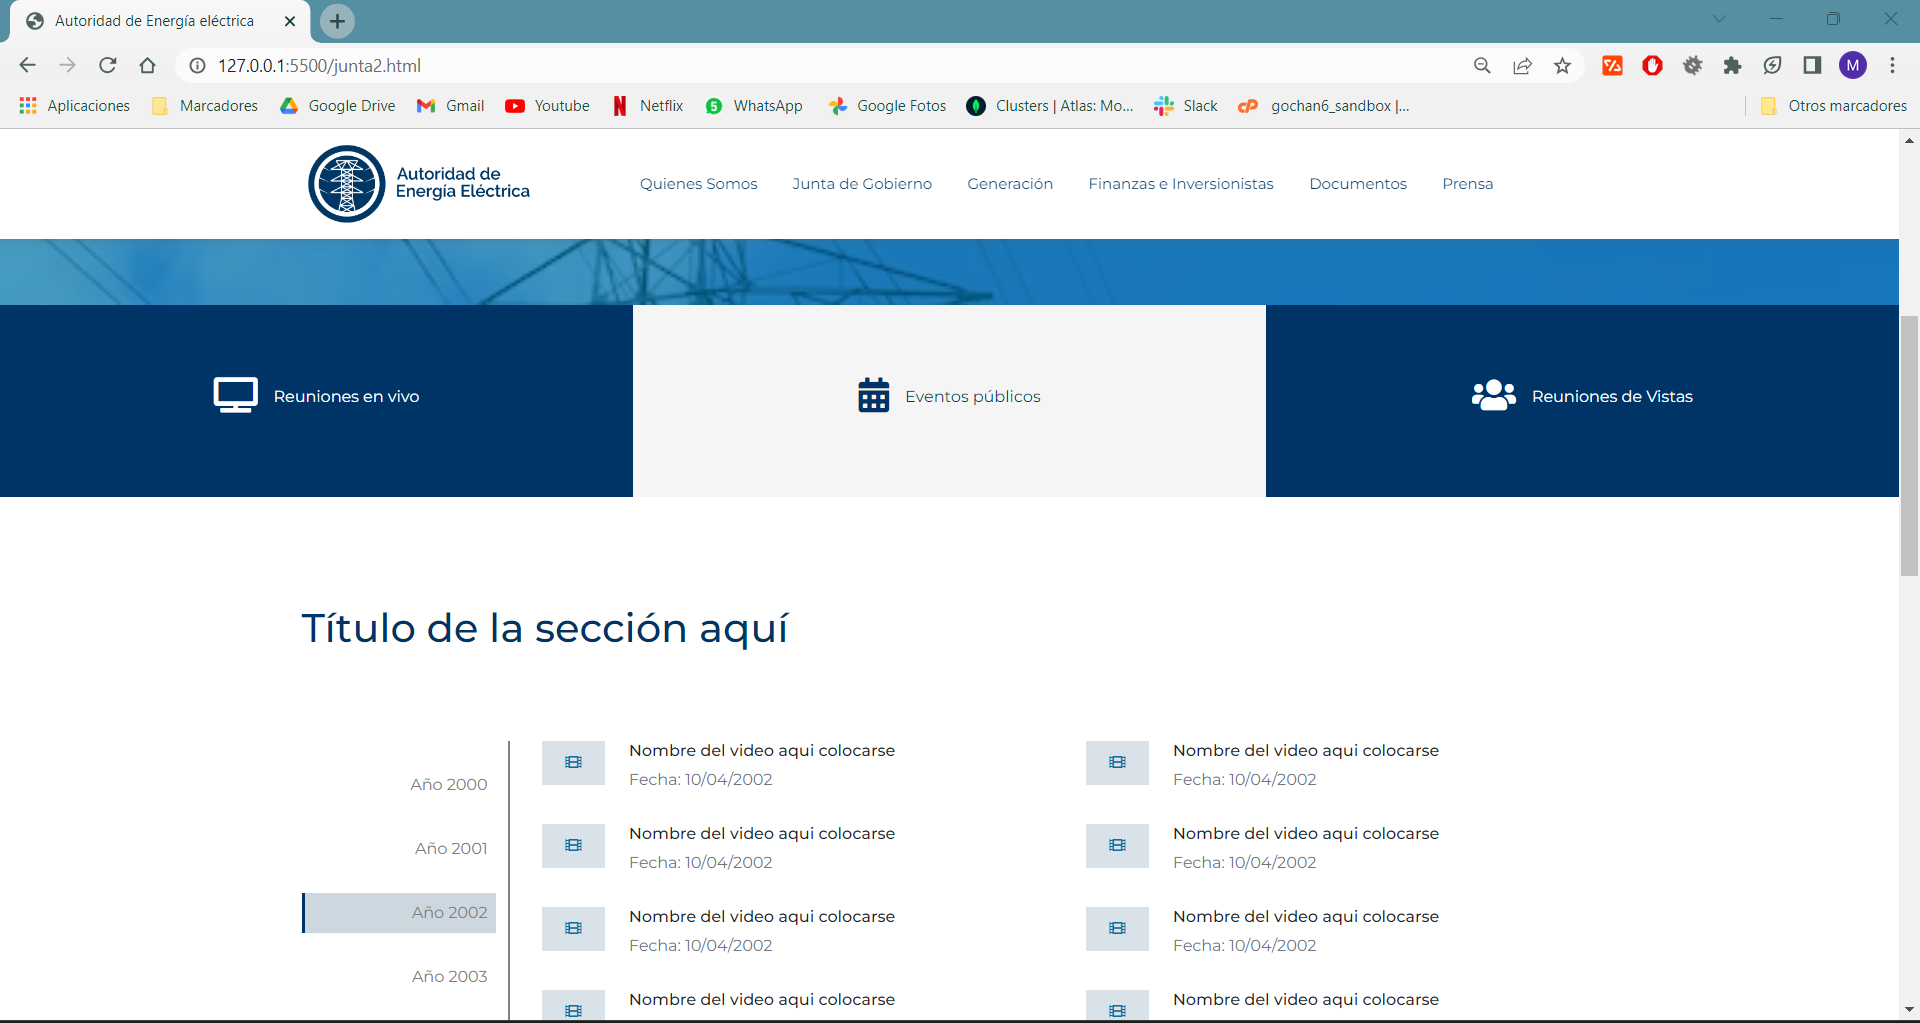 Autoridad de Energía eléctrica
127.0.0.1:5500/junta2.html
M
Aplicaciones Marcadores Google Drive Gmail Youtube Netflix WhatsApp Google Fotos Clusters | Atlas: Mo... Slack gochan6_sandbox |... Otros marcadores
Autoridad de
Energía Eléctrica
Quienes Somos Junta de Gobierno Generación Finanzas e Inversionistas Documentos Prensa
Reuniones en vivo
Eventos públicos
Reuniones de Vistas
Título de la sección aquí
Año 2000
Año 2001
Año 2002
Año 2003
Nombre del video aqui colocarse
Fecha: 10/04/2002
Nombre del video aqui colocarse
Fecha: 10/04/2002
Nombre del video aqui colocarse
Fecha: 10/04/2002
Nombre del video aqui colocarse
Nombre del video aqui colocarse
Fecha: 10/04/2002
Nombre del video aqui colocarse
Fecha: 10/04/2002
Nombre del video aqui colocarse
Fecha: 10/04/2002
Nombre del video aqui colocarse